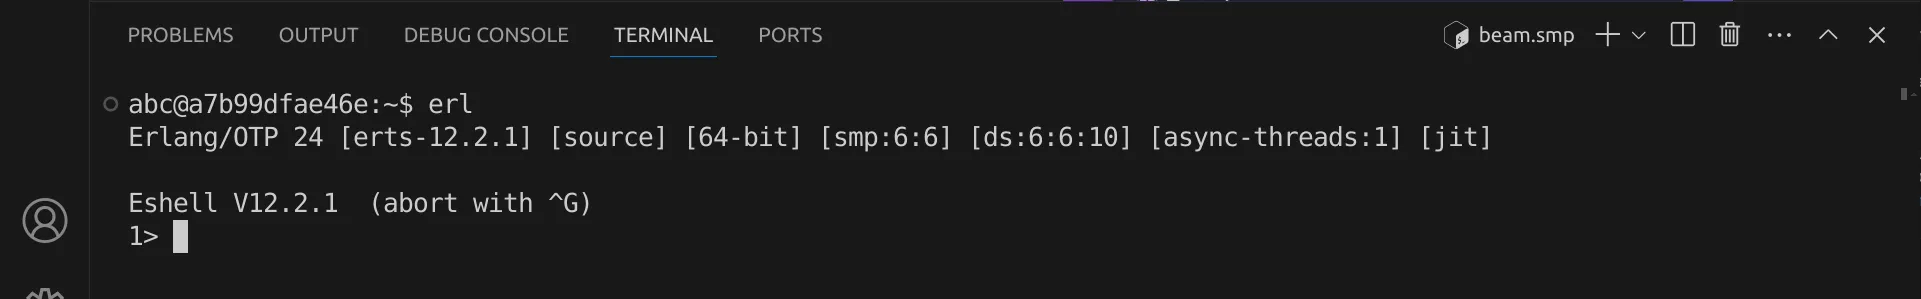 PROBLEMS OUTPUT DEBUG CONSOLE TERMINAL PORTS beam.smp
abc@a7b99dfae46e:~$ erl
Erlang/OTP 24 [erts-12.2.1] [source] [64-bit] [smp:6:6] [ds:6:6:10] [async-threads:1] [jit]
Eshell V12.2.1  (abort with ^G)
1>